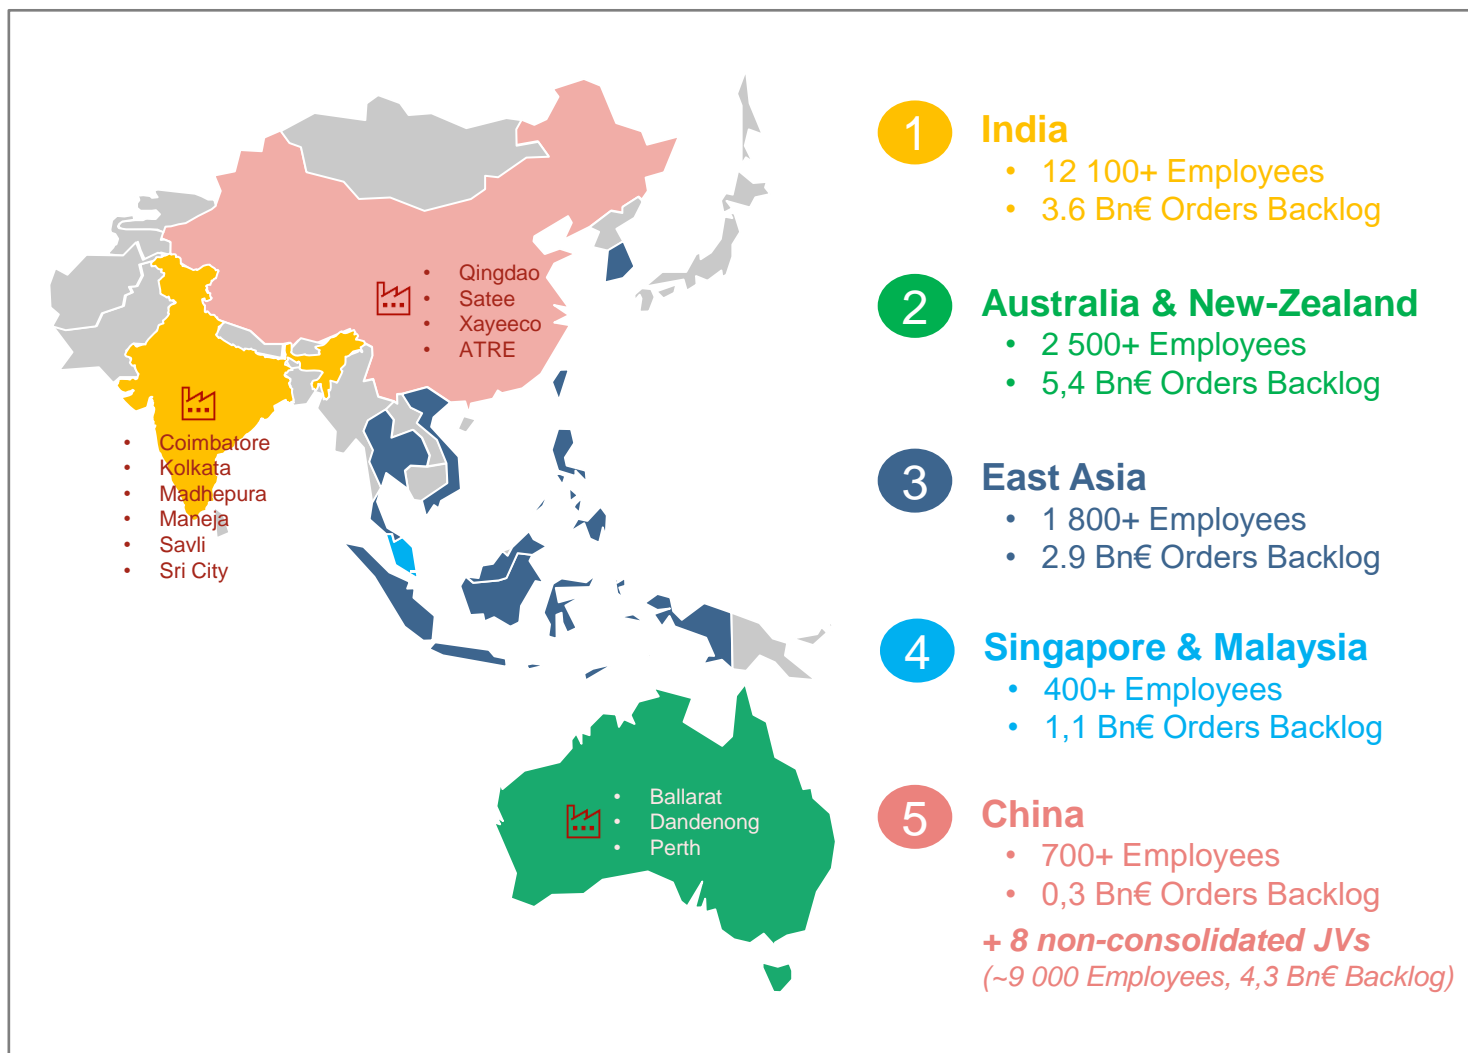 • Qingdao
• Satee
• Xayeeco
• ATRE
• Coimbatore
• Kolkata
• Madhepura
• Maneja
• Savli
• Sri City
• Ballarat
• Dandenong
• Perth
1 India
• 12 100+ Employees
• 3.6 Bn€ Orders Backlog
2 Australia & New-Zealand
• 2 500+ Employees
• 5,4 Bn€ Orders Backlog
3 East Asia
• 1 800+ Employees
• 2.9 Bn€ Orders Backlog
4 Singapore & Malaysia
• 400+ Employees
• 1,1 Bn€ Orders Backlog
5 China
• 700+ Employees
• 0,3 Bn€ Orders Backlog
+ 8 non-consolidated JVs
(~9 000 Employees, 4,3 Bn€ Backlog)